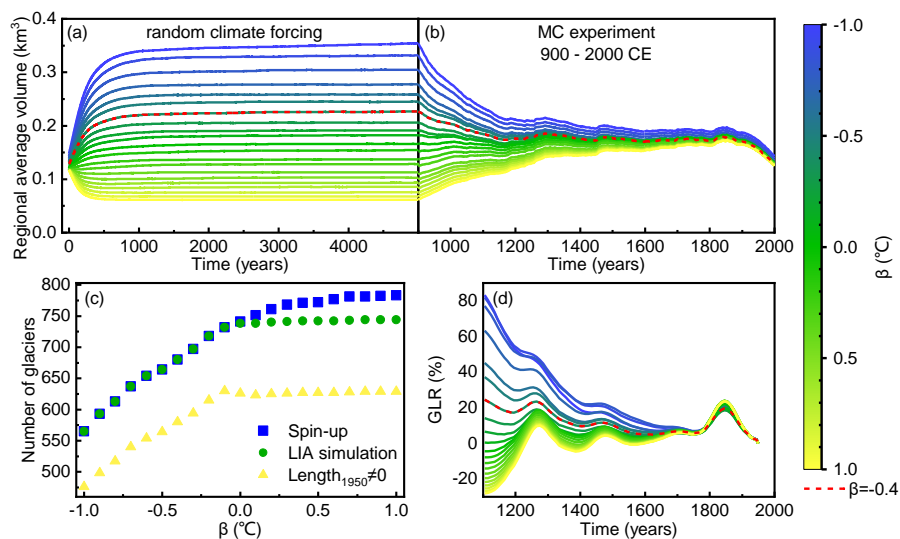 (a) random climate forcing
(b) MC experiment
900 - 2000 CE
Regional average volume (km³)
0.4
0.3
0.2
0.1
0.0
0 1000 2000 3000 4000
Time (years)
1000 1200 1400 1600 1800 2000
Time (years)
(c)
Number of glaciers
800
750
700
650
600
550
500
-1.0 -0.5 0.0 0.5 1.0
β (℃)
Spin-up
LIA simulation
Length₁₉₅₀≠0
(d)
GLR (%)
80
60
40
20
0
-20
1200 1400 1600 1800 2000
Time (years)
-1.0
-0.5
0.0
0.5
1.0
β (℃)
β=-0.4